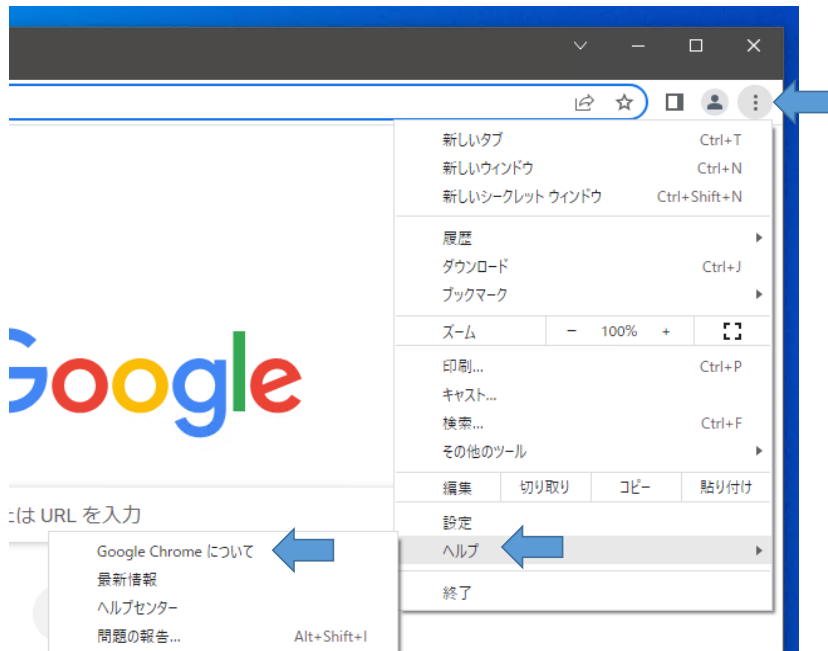 新しいタブ Ctrl+T
新しいウィンドウ Ctrl+N
新しいシークレット ウィンドウ Ctrl+Shift+N
履歴
ダウンロード Ctrl+J
ブックマーク
ズーム − 100% +
印刷... Ctrl+P
キャスト...
検索... Ctrl+F
その他のツール
編集 切り取り コピー 貼り付け
設定
ヘルプ
終了
Google
は URL を入力
Google Chrome について
最新情報
ヘルプセンター
問題の報告... Alt+Shift+I